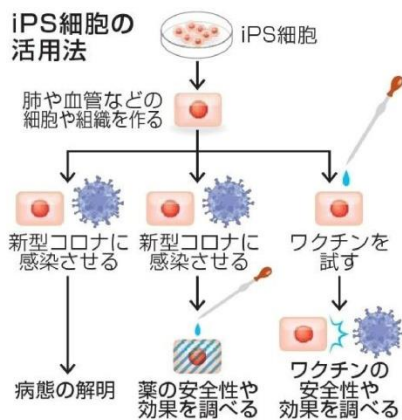 iPS細胞の
活用法
iPS細胞
肺や血管などの
細胞や組織を作る
新型コロナに
感染させる
新型コロナに
感染させる
ワクチンを
試す
病態の解明
薬の安全性や
効果を調べる
ワクチンの
安全性や
効果を調べる